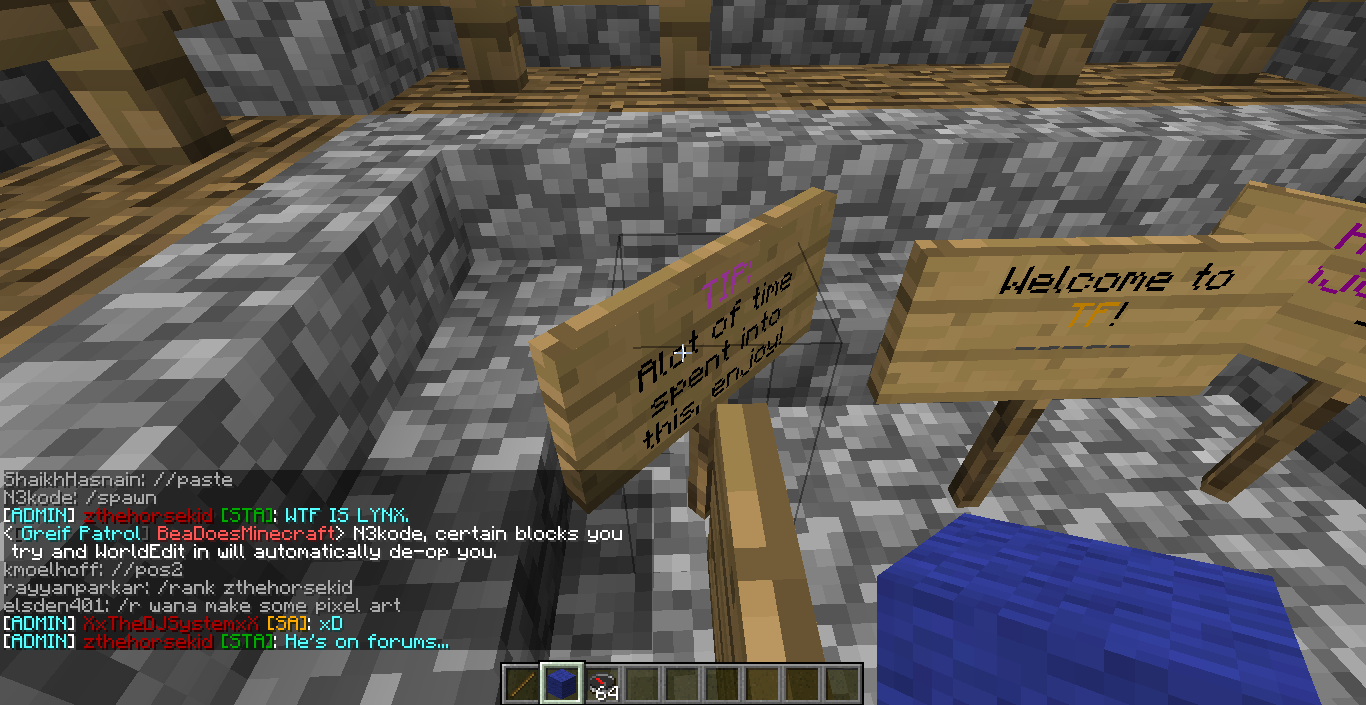 TIF:
Alot of time
spent into
this, enjoy!
Welcome to
TF!
-----
ShaikhHasnain: //paste
N3kode: /spawn
[ADMIN] zthehorsekid [STA]: WTF IS LYNX.
<[Greif Patrol] BeaDoesMinecraft> N3kode, certain blocks you
try and WorldEdit in will automatically de-op you.
kmoelhoff: //pos2
rayyanparkar: /rank zthehorsekid
elsden401: /r wana make some pixel art
[ADMIN] XxTheDJSystemxX [SA]: xD
[ADMIN] zthehorsekid [STA]: He's on forums...
64